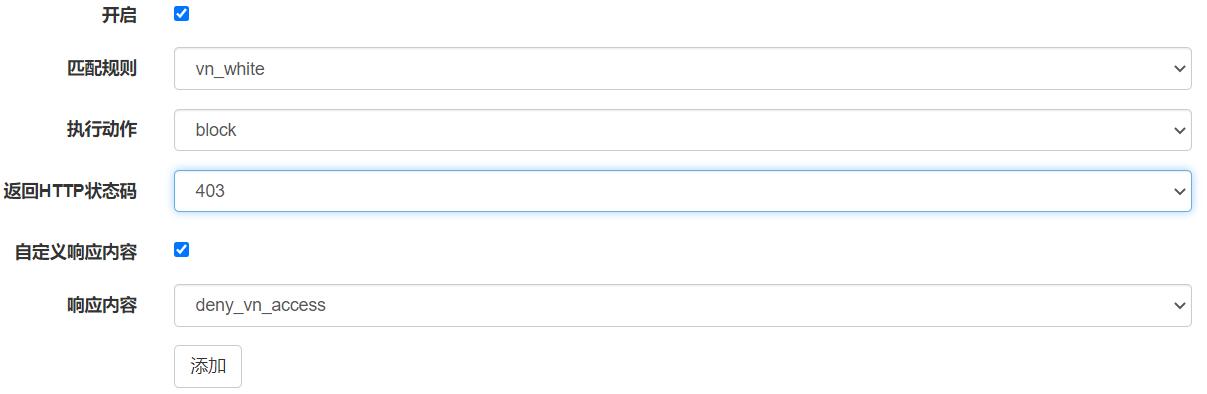 开启
匹配规则 vn_white
执行动作 block
返回HTTP状态码 403
自定义响应内容
响应内容 deny_vn_access
添加